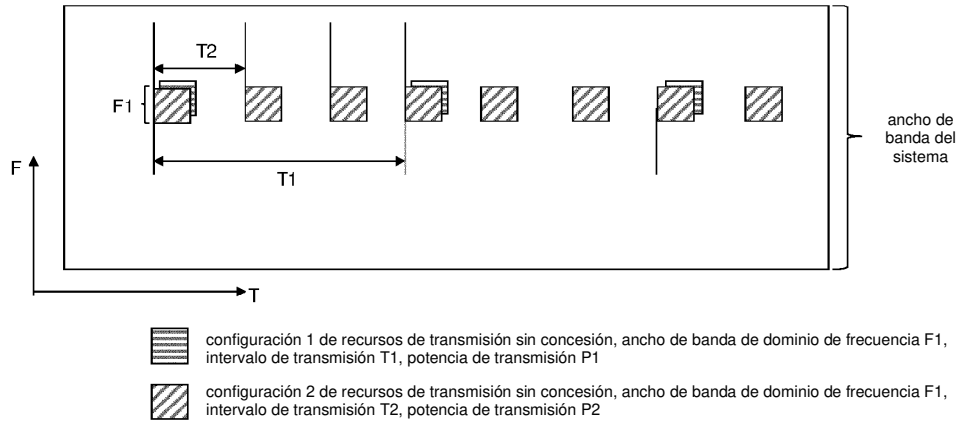 T2
F1
ancho de
banda del
sistema
F
T1
T
configuración 1 de recursos de transmisión sin concesión, ancho de banda de dominio de frecuencia F1,
intervalo de transmisión T1, potencia de transmisión P1
configuración 2 de recursos de transmisión sin concesión, ancho de banda de dominio de frecuencia F1,
intervalo de transmisión T2, potencia de transmisión P2